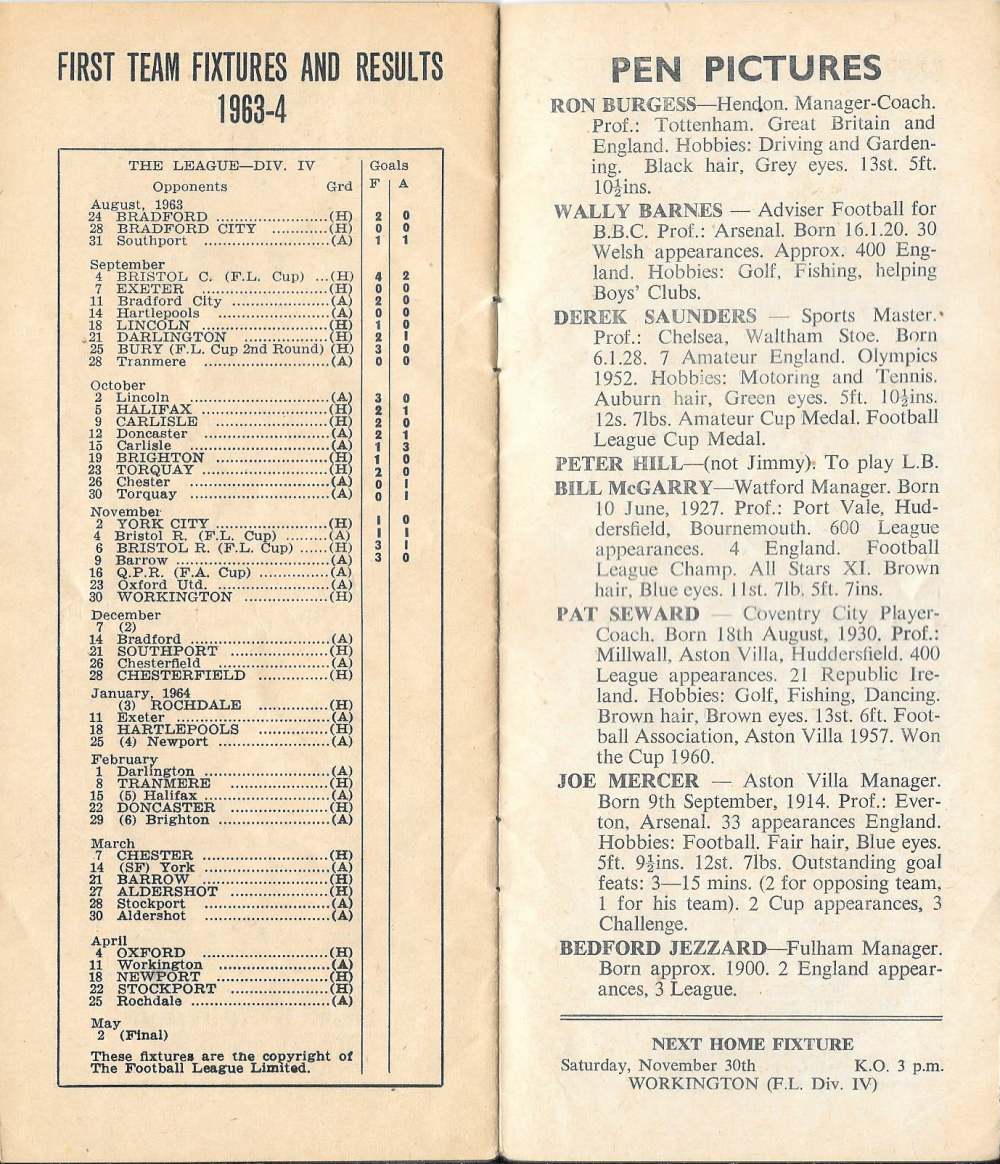 FIRST TEAM FIXTURES AND RESULTS
1963-4
THE LEAGUE—DIV. IV Goals
Opponents Grd F A
August, 1963
24 BRADFORD ................(H) 2 0
28 BRADFORD CITY ............(H) 0 0
31 Southport ..................(A) 1 1
September
4 BRISTOL C. (F.L. Cup) ...(H) 4 2
7 EXETER ....................(H) 0 0
11 Bradford City ...............(A) 2 0
14 Hartlepools ...................(A) 0 0
18 LINCOLN ....................(H) 1 0
21 DARLINGTON ................(H) 2 1
25 BURY (F.L. Cup 2nd Round) (H) 3 0
28 Tranmere ....................(A) 0 0
October
2 Lincoln ......................(A) 3 0
5 HALIFAX ....................(H) 2 1
9 CARLISLE ...................(H) 2 0
12 Doncaster ...................(A) 2 1
15 Carlisle ......................(A) 1 3
19 BRIGHTON ...................(H) 1 0
23 TORQUAY ...................(H) 2 0
26 Chester ......................(A) 0 1
30 Torquay .....................(A) 0 1
November
2 YORK CITY ..................(H) 1 0
4 Bristol R. (F.L. Cup) ........(A) 1 1
6 BRISTOL R. (F.L. Cup) ......(H) 3 1
9 Barrow .......................(A) 3 0
16 Q.P.R. (F.A. Cup) .............(A)
23 Oxford Utd. ..................(A)
30 WORKINGTON ...............(H)
December
7 (2)
14 Bradford ....................(A)
21 SOUTHPORT .................(H)
26 Chesterfield .................(A)
28 CHESTERFIELD .............(H)
January, 1964
(3) ROCHDALE .............(H)
11 Exeter .......................(A)
18 HARTLEPOOLS .............(H)
25 (4) Newport .................(A)
February
1 Darlington ...................(A)
8 TRANMERE .................(H)
15 (5) Halifax ...................(A)
22 DONCASTER ................(H)
29 (6) Brighton .................(A)
March
7 CHESTER ...................(H)
14 (SF) York ...................(A)
21 BARROW ....................(H)
27 ALDERSHOT ................(H)
28 Stockport ...................(A)
30 Aldershot ...................(A)
April
4 OXFORD .....................(H)
11 Workington .................(A)
18 NEWPORT ...................(H)
22 STOCKPORT ................(H)
25 Rochdale .....................(A)
May
2 (Final)
These fixtures are the copyright of
The Football League Limited.
PEN PICTURES
RON BURGESS—Hendon. Manager-Coach.
Prof.: Tottenham. Great Britain and
England. Hobbies: Driving and Garden-
ing. Black hair, Grey eyes. 13st. 5ft.
10½ins.
WALLY BARNES — Adviser Football for
B.B.C. Prof.: Arsenal. Born 16.1.20. 30
Welsh appearances. Approx. 400 Eng-
land. Hobbies: Golf, Fishing, helping
Boys' Clubs.
DEREK SAUNDERS — Sports Master.
Prof.: Chelsea, Waltham Stoe. Born
6.1.28. 7 Amateur England. Olympics
1952. Hobbies: Motoring and Tennis.
Auburn hair, Green eyes. 5ft. 10½ins.
12s. 7lbs. Amateur Cup Medal. Football
League Cup Medal.
PETER HILL—(not Jimmy). To play L.B.
BILL McGARRY—Watford Manager. Born
10 June, 1927. Prof.: Port Vale, Hud-
dersfield, Bournemouth. 600 League
appearances. 4 England. Football
League Champ. All Stars XI. Brown
hair, Blue eyes. 11st. 7lb. 5ft. 7ins.
PAT SEWARD — Coventry City Player-
Coach. Born 18th August, 1930. Prof.:
Millwall, Aston Villa, Huddersfield. 400
League appearances. 21 Republic Ire-
land. Hobbies: Golf, Fishing, Dancing.
Brown hair, Brown eyes. 13st. 6ft. Foot-
ball Association, Aston Villa 1957. Won
the Cup 1960.
JOE MERCER — Aston Villa Manager.
Born 9th September, 1914. Prof.: Ever-
ton, Arsenal. 33 appearances England.
Hobbies: Football. Fair hair, Blue eyes.
5ft. 9½ins. 12st. 7lbs. Outstanding goal
feats: 3—15 mins. (2 for opposing team,
1 for his team). 2 Cup appearances, 3
Challenge.
BEDFORD JEZZARD—Fulham Manager.
Born approx. 1900. 2 England appear-
ances, 3 League.
NEXT HOME FIXTURE
Saturday, November 30th K.O. 3 p.m.
WORKINGTON (F.L. Div. IV)